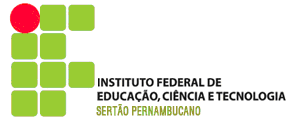 INSTITUTO FEDERAL DE
EDUCAÇÃO, CIÊNCIA E TECNOLOGIA
SERTÃO PERNAMBUCANO